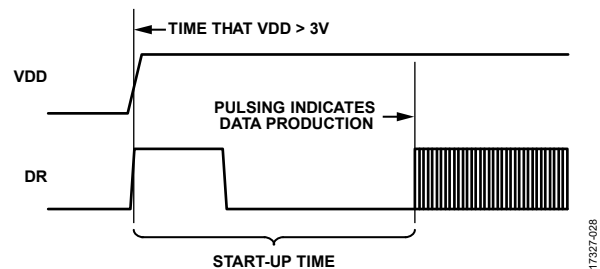 TIME THAT VDD > 3V
VDD
PULSING INDICATES
DATA PRODUCTION
DR
START-UP TIME
17327-028